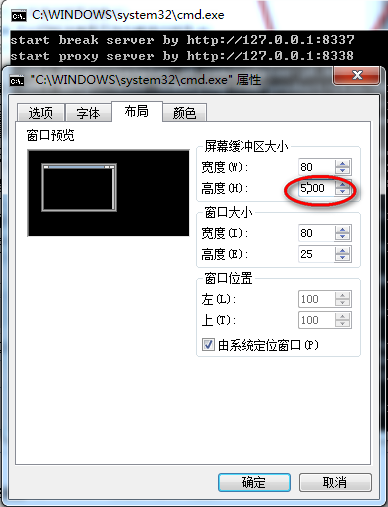 C:\WINDOWS\system32\cmd.exe
start break server by http://127.0.0.1:8337
start proxy server by http://127.0.0.1:8338
"C:\WINDOWS\system32\cmd.exe" 属性
选项 字体 布局 颜色
窗口预览
屏幕缓冲区大小
宽度(W): 80
高度(H): 5000
窗口大小
宽度(I): 80
高度(E): 25
窗口位置
左(L): 100
上(T): 100
由系统定位窗口(P)
确定 取消